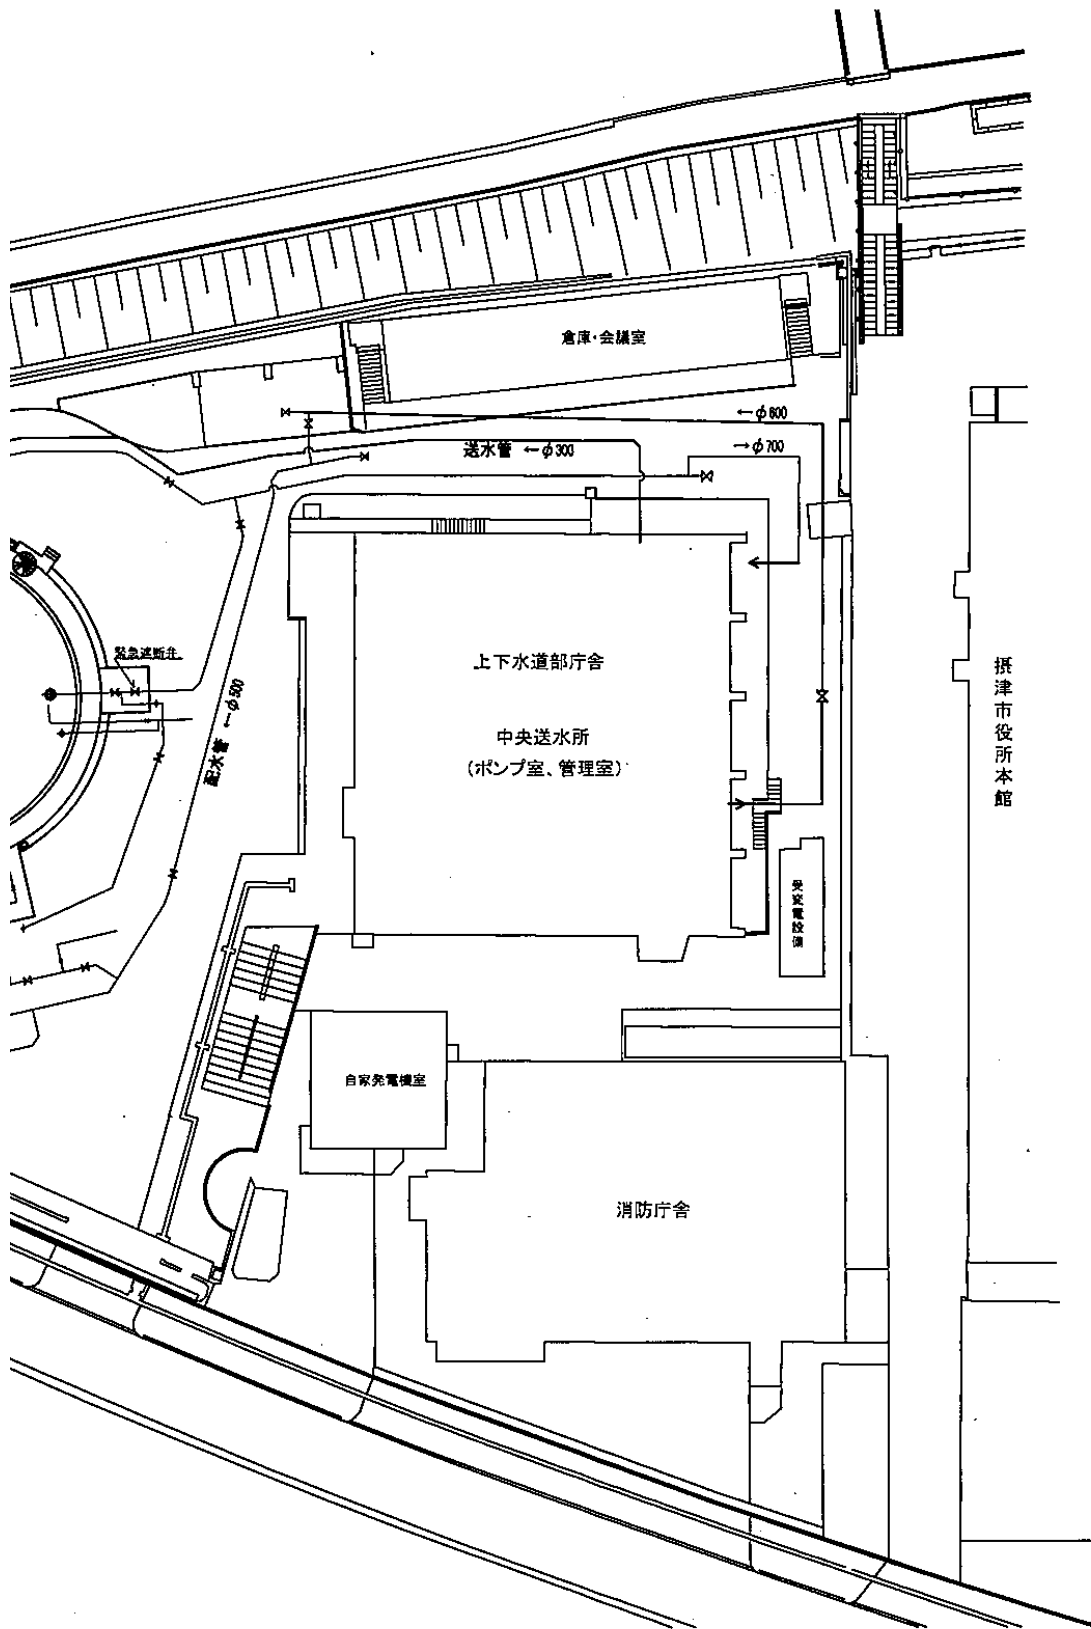 倉庫・会議室
←φ600
送水管 ←φ300
→φ700
緊急遮断弁
上下水道部庁舎
中央送水所
(ポンプ室、管理室)
配水管 ←φ500
摂津市役所本館
受変電設備
自家発電機室
消防庁舎